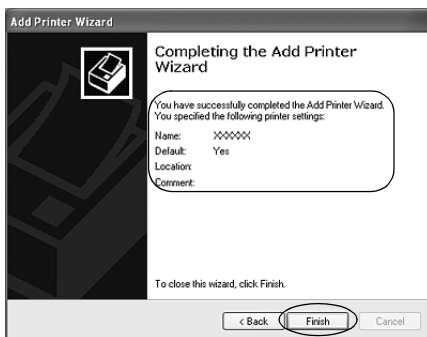 Add Printer Wizard
Completing the Add Printer
Wizard
You have successfully completed the Add Printer Wizard.
You specified the following printer settings:
Name: XXXXXX
Default: Yes
Location:
Comment:
To close this wizard, click Finish.
< Back Finish Cancel